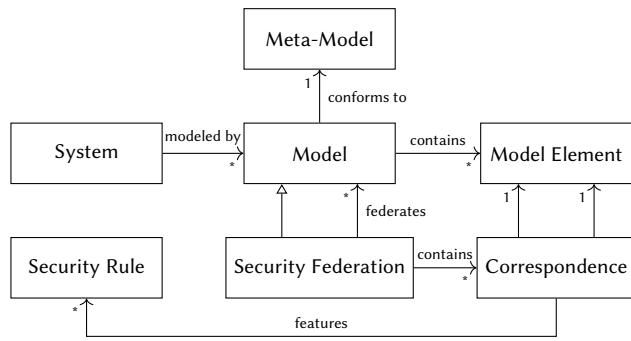 Meta-Model
1
conforms to
System
modeled by
*
Model
contains
*
Model Element
*
federates
1
1
Security Rule
*
Security Federation
contains
*
Correspondence
features